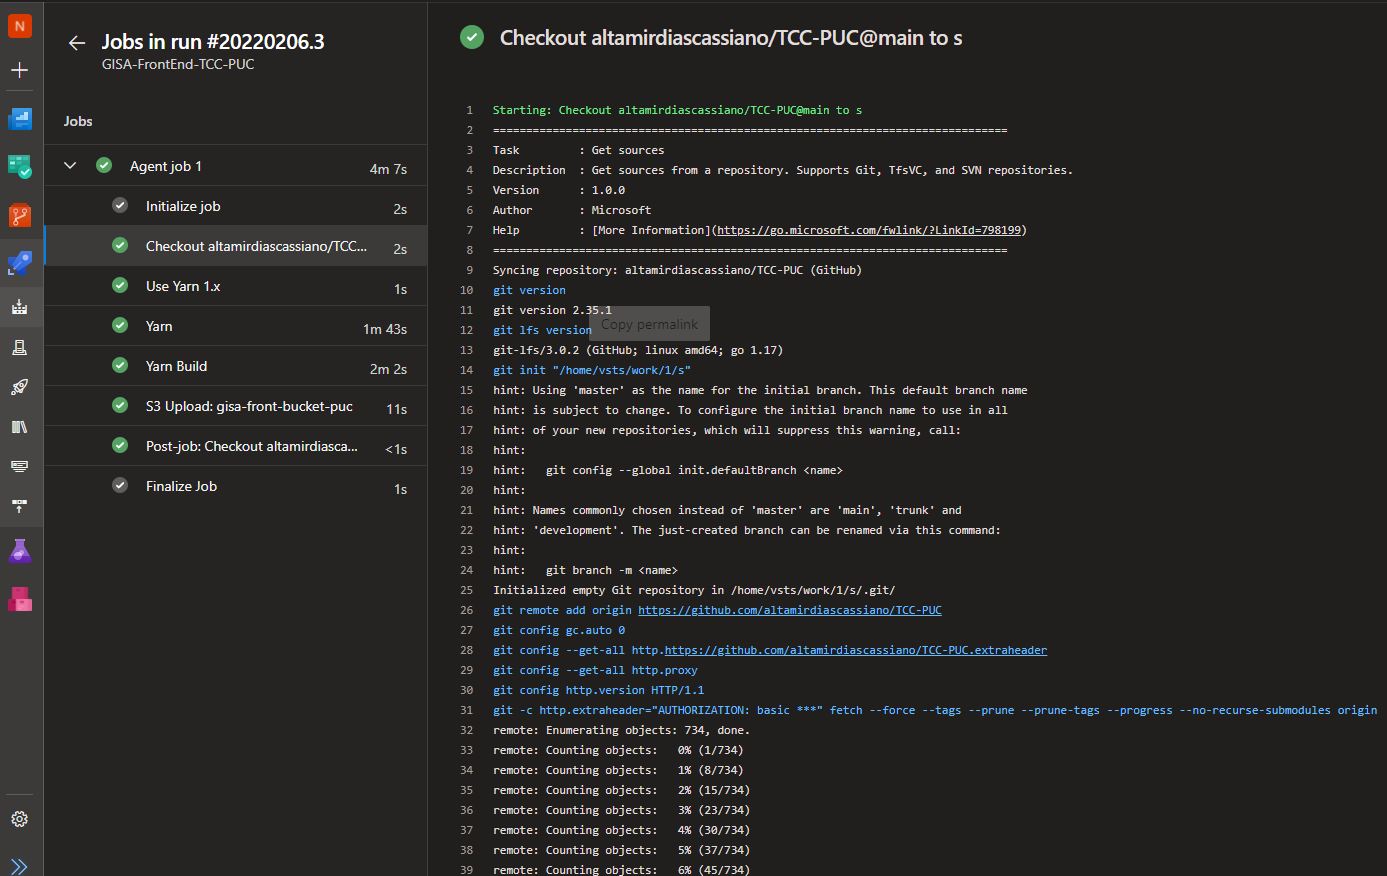 N
Jobs in run #20220206.3
GISA-FrontEnd-TCC-PUC
Jobs
Agent job 1 4m 7s
Initialize job 2s
Checkout altamirdiascassiano/TCC... 2s
Use Yarn 1.x 1s
Yarn 1m 43s
Yarn Build 2m 2s
S3 Upload: gisa-front-bucket-puc 11s
Post-job: Checkout altamirdiasca... <1s
Finalize Job 1s
Checkout altamirdiascassiano/TCC-PUC@main to s
1 Starting: Checkout altamirdiascassiano/TCC-PUC@main to s
2 ==============================================================================
3 Task         : Get sources
4 Description  : Get sources from a repository. Supports Git, TfsVC, and SVN repositories.
5 Version      : 1.0.0
6 Author       : Microsoft
7 Help         : [More Information](https://go.microsoft.com/fwlink/?LinkId=798199)
8 ==============================================================================
9 Syncing repository: altamirdiascassiano/TCC-PUC (GitHub)
10 git version
11 git version 2.35.1
Copy permalink
12 git lfs version
13 git-lfs/3.0.2 (GitHub; linux amd64; go 1.17)
14 git init "/home/vsts/work/1/s"
15 hint: Using 'master' as the name for the initial branch. This default branch name
16 hint: is subject to change. To configure the initial branch name to use in all
17 hint: of your new repositories, which will suppress this warning, call:
18 hint:
19 hint:   git config --global init.defaultBranch <name>
20 hint:
21 hint: Names commonly chosen instead of 'master' are 'main', 'trunk' and
22 hint: 'development'. The just-created branch can be renamed via this command:
23 hint:
24 hint:   git branch -m <name>
25 Initialized empty Git repository in /home/vsts/work/1/s/.git/
26 git remote add origin https://github.com/altamirdiascassiano/TCC-PUC
27 git config gc.auto 0
28 git config --get-all http.https://github.com/altamirdiascassiano/TCC-PUC.extraheader
29 git config --get-all http.proxy
30 git config http.version HTTP/1.1
31 git -c http.extraheader="AUTHORIZATION: basic ***" fetch --force --tags --prune --prune-tags --progress --no-recurse-submodules origin
32 remote: Enumerating objects: 734, done.
33 remote: Counting objects:   0% (1/734)
34 remote: Counting objects:   1% (8/734)
35 remote: Counting objects:   2% (15/734)
36 remote: Counting objects:   3% (23/734)
37 remote: Counting objects:   4% (30/734)
38 remote: Counting objects:   5% (37/734)
39 remote: Counting objects:   6% (45/734)